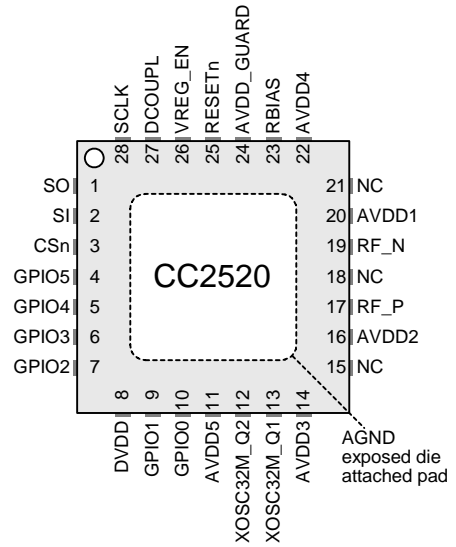 SCLK
DCOUPL
VREG_EN
RESETn
AVDD_GUARD
RBIAS
AVDD4
28
27
26
25
24
23
22
SO 1
SI 2
CSn 3
GPIO5 4
GPIO4 5
GPIO3 6
GPIO2 7
CC2520
21 NC
20 AVDD1
19 RF_N
18 NC
17 RF_P
16 AVDD2
15 NC
8
9
10
11
12
13
14
DVDD
GPIO1
GPIO0
AVDD5
XOSC32M_Q2
XOSC32M_Q1
AVDD3
AGND
exposed die
attached pad